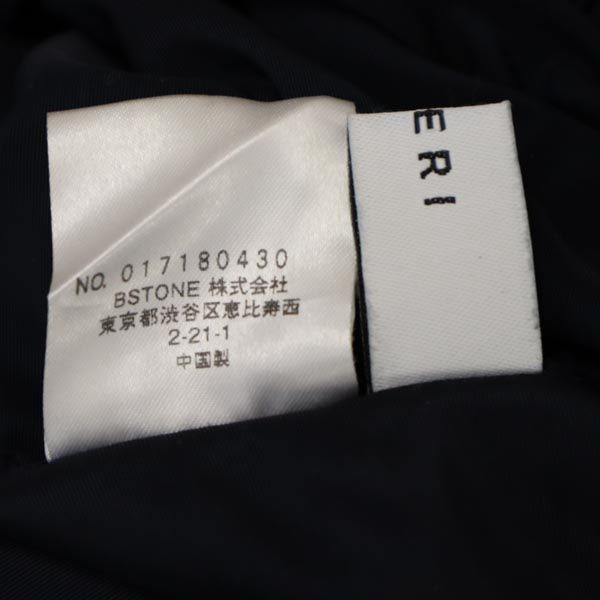 NO. 017180430
BSTONE 株式会社
東京都渋谷区恵比寿西
2-21-1
中国製
ERI